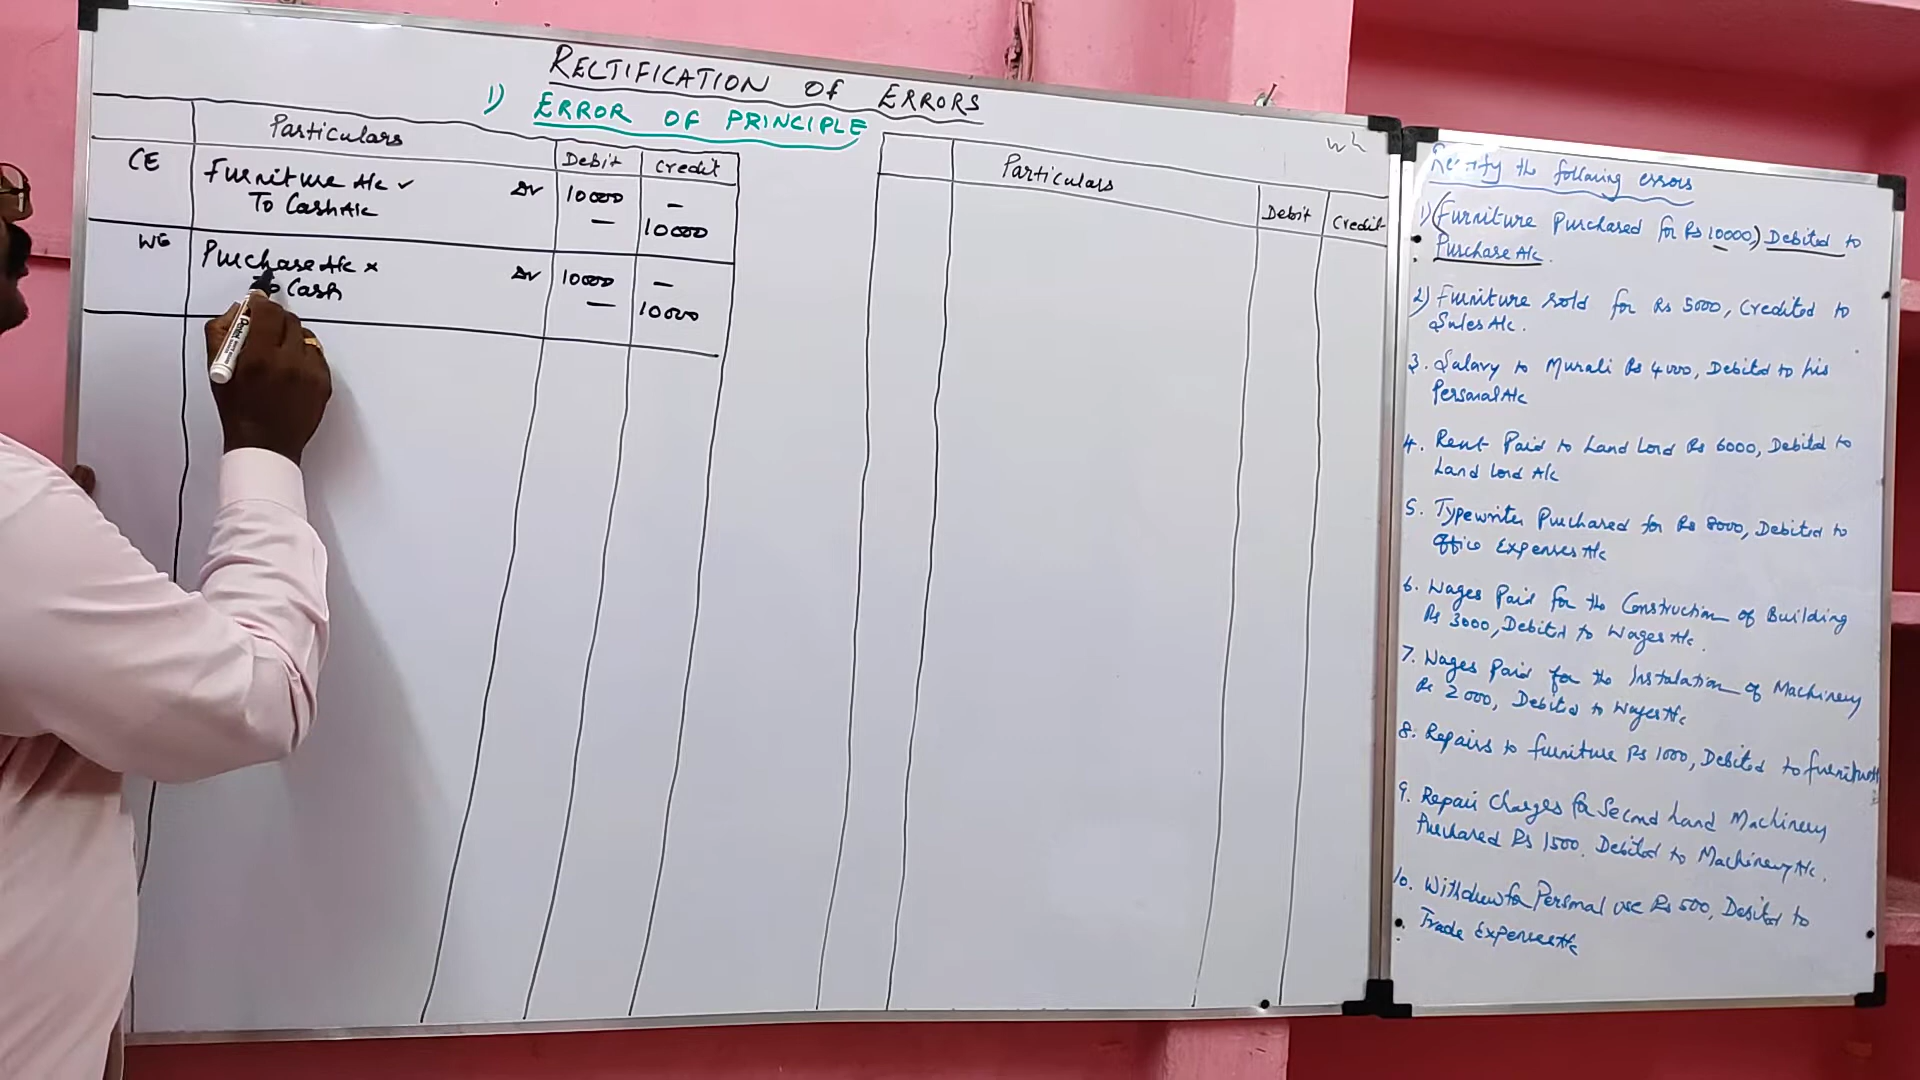 RECTIFICATION OF ERRORS
1) ERROR OF PRINCIPLE
Particulars Debit Credit
CE Furniture A/c ✓ Dr 10000 —
To Cash A/c — 10000
WE Purchase A/c × Dr 10000 —
To Cash — 10000
Particulars Debit Credit
the following errors
1) (Furniture Purchased for Rs 10000,) Debited to
Purchase A/c.
2) Furniture sold for Rs 5000, Credited to
Sales A/c.
3. Salary to Murali Rs 4000, Debited to his
Personal A/c
4. Rent Paid to Land Lord Rs 6000, Debited to
Land Lord A/c
5. Typewriter Purchased for Rs 8000, Debited to
Office Expenses A/c
6. Wages Paid for the Construction of Building
Rs 3000, Debited to Wages A/c.
7. Wages Paid for the Instalation of Machinery
Rs 2000, Debited to Wages A/c
8. Repairs to furniture Rs 1000, Debited to furniture
9. Repair Charges for Second hand Machinery
Purchased Rs 1500. Debited to Machinery A/c.
10. Withdrew for Personal use Rs 500, Debited to
Trade Expenses A/c